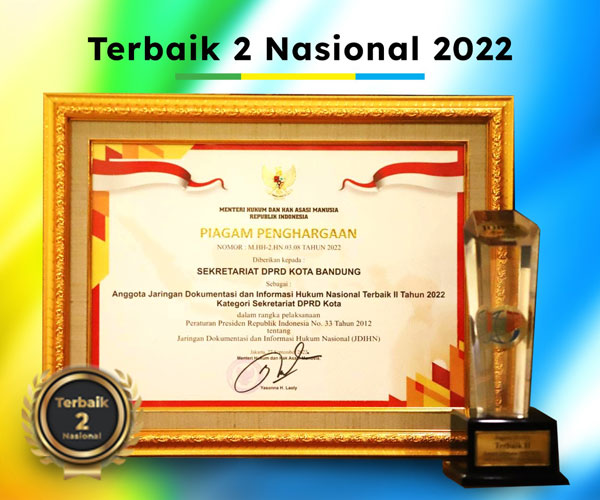 Terbaik 2 Nasional 2022
MENTERI HUKUM DAN HAK ASASI MANUSIA
REPUBLIK INDONESIA
PIAGAM PENGHARGAAN
NOMOR : M.HH-2.HN.03.08 TAHUN 2022
Diberikan kepada :
SEKRETARIAT DPRD KOTA BANDUNG
Sebagai :
Anggota Jaringan Dokumentasi dan Informasi Hukum Nasional Terbaik II Tahun 2022
Kategori Sekretariat DPRD Kota
dalam rangka pelaksanaan
Peraturan Presiden Republik Indonesia No. 33 Tahun 2012
tentang
Jaringan Dokumentasi dan Informasi Hukum Nasional (JDIHN)
Menteri Hukum dan Hak Asasi Manusia
Yasonna H. Laoly
Terbaik
2
Nasional
Terbaik II